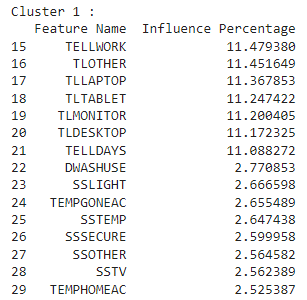 Cluster 1 :
Feature Name Influence Percentage
15 TELLWORK 11.479380
16 TLOTHER 11.451649
17 TLLAPTOP 11.367853
18 TLTABLET 11.247422
19 TLMONITOR 11.200405
20 TLDESKTOP 11.172325
21 TELLDAYS 11.088272
22 DWASHUSE 2.770853
23 SSLIGHT 2.666598
24 TEMPGONEAC 2.655489
25 SSTEMP 2.647438
26 SSSECURE 2.599958
27 SSOTHER 2.564582
28 SSTV 2.562389
29 TEMPHOMEAC 2.525387